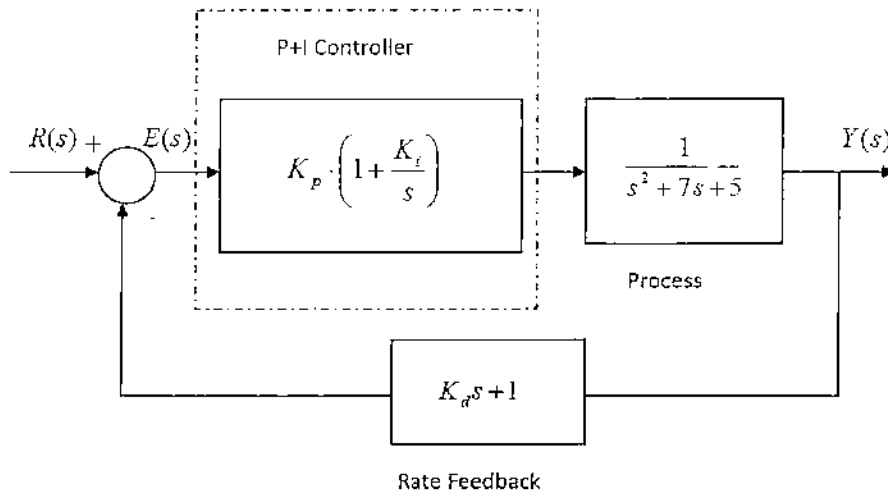 P+I Controller
R(s) +
E(s)
K_p · (1 + K_i / s)
1 / (s^2 + 7s + 5)
Y(s)
-
Process
K_d s + 1
Rate Feedback